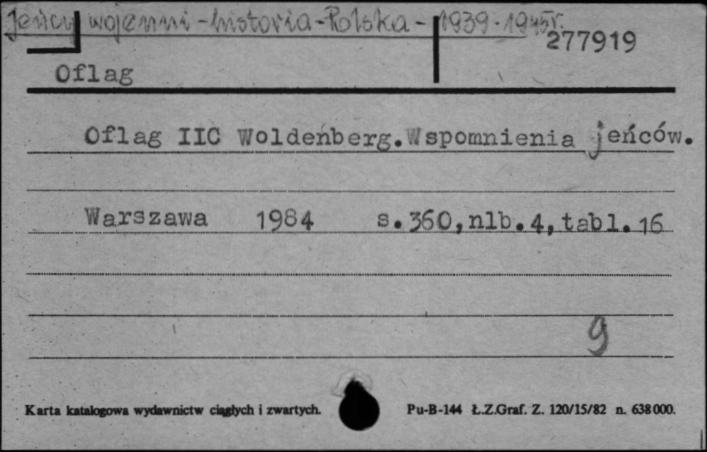 Jeńcy wojenni - historia - Polska - 1939 - 1945 r.
277919
Oflag
Oflag IIC Woldenberg. Wspomnienia jeńców.
Warszawa 1984 s. 360, nlb. 4, tabl. 16
9
Karta katalogowa wydawnictw ciągłych i zwartych. Pu-B-144 Ł.Z.Graf. Z. 120/15/82 n. 638 000.